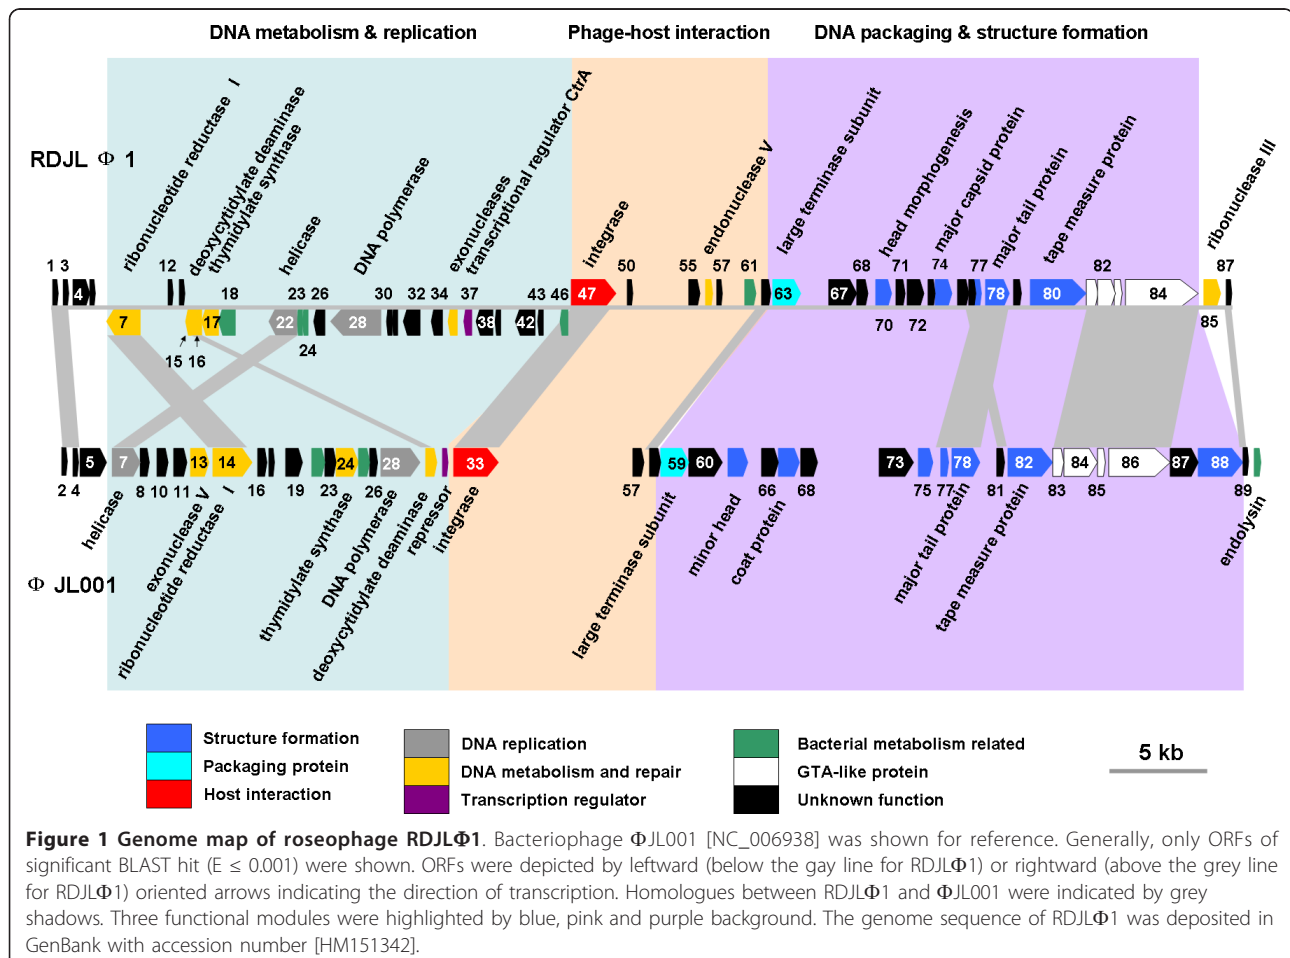 DNA metabolism & replication
Phage-host interaction
DNA packaging & structure formation
RDJL Φ 1
ribonucleotide reductase I
deoxycytidylate deaminase
thymidylate synthase
helicase
DNA polymerase
exonucleases
transcriptional regulator CtrA
integrase
endonuclease V
large terminase subunit
head morphogenesis
major capsid protein
major tail protein
tape measure protein
ribonuclease III
1 3 12 18 23 26 30 32 34 37 43 46 50 55 57 61 68 71 74 77 82 87
4 47 63 67 78 80 84
7 17 22 28 38 42
15 16 24 70 72 85
5 7 13 14 24 28 33 59 60 73 78 82 84 86 87 88
2 4 8 10 11 16 19 23 26 57 66 68 75 77 81 83 85 89
helicase
exonuclease V
ribonucleotide reductase I
thymidylate synthase
DNA polymerase
deoxycytidylate deaminase
repressor
integrase
large terminase subunit
minor head
coat protein
major tail protein
tape measure protein
endolysin
Φ JL001
Structure formation
Packaging protein
Host interaction
DNA replication
DNA metabolism and repair
Transcription regulator
Bacterial metabolism related
GTA-like protein
Unknown function
5 kb
Figure 1 Genome map of roseophage RDJLΦ1. Bacteriophage ΦJL001 [NC_006938] was shown for reference. Generally, only ORFs of
significant BLAST hit (E ≤ 0.001) were shown. ORFs were depicted by leftward (below the gay line for RDJLΦ1) or rightward (above the grey line
for RDJLΦ1) oriented arrows indicating the direction of transcription. Homologues between RDJLΦ1 and ΦJL001 were indicated by grey
shadows. Three functional modules were highlighted by blue, pink and purple background. The genome sequence of RDJLΦ1 was deposited in
GenBank with accession number [HM151342].